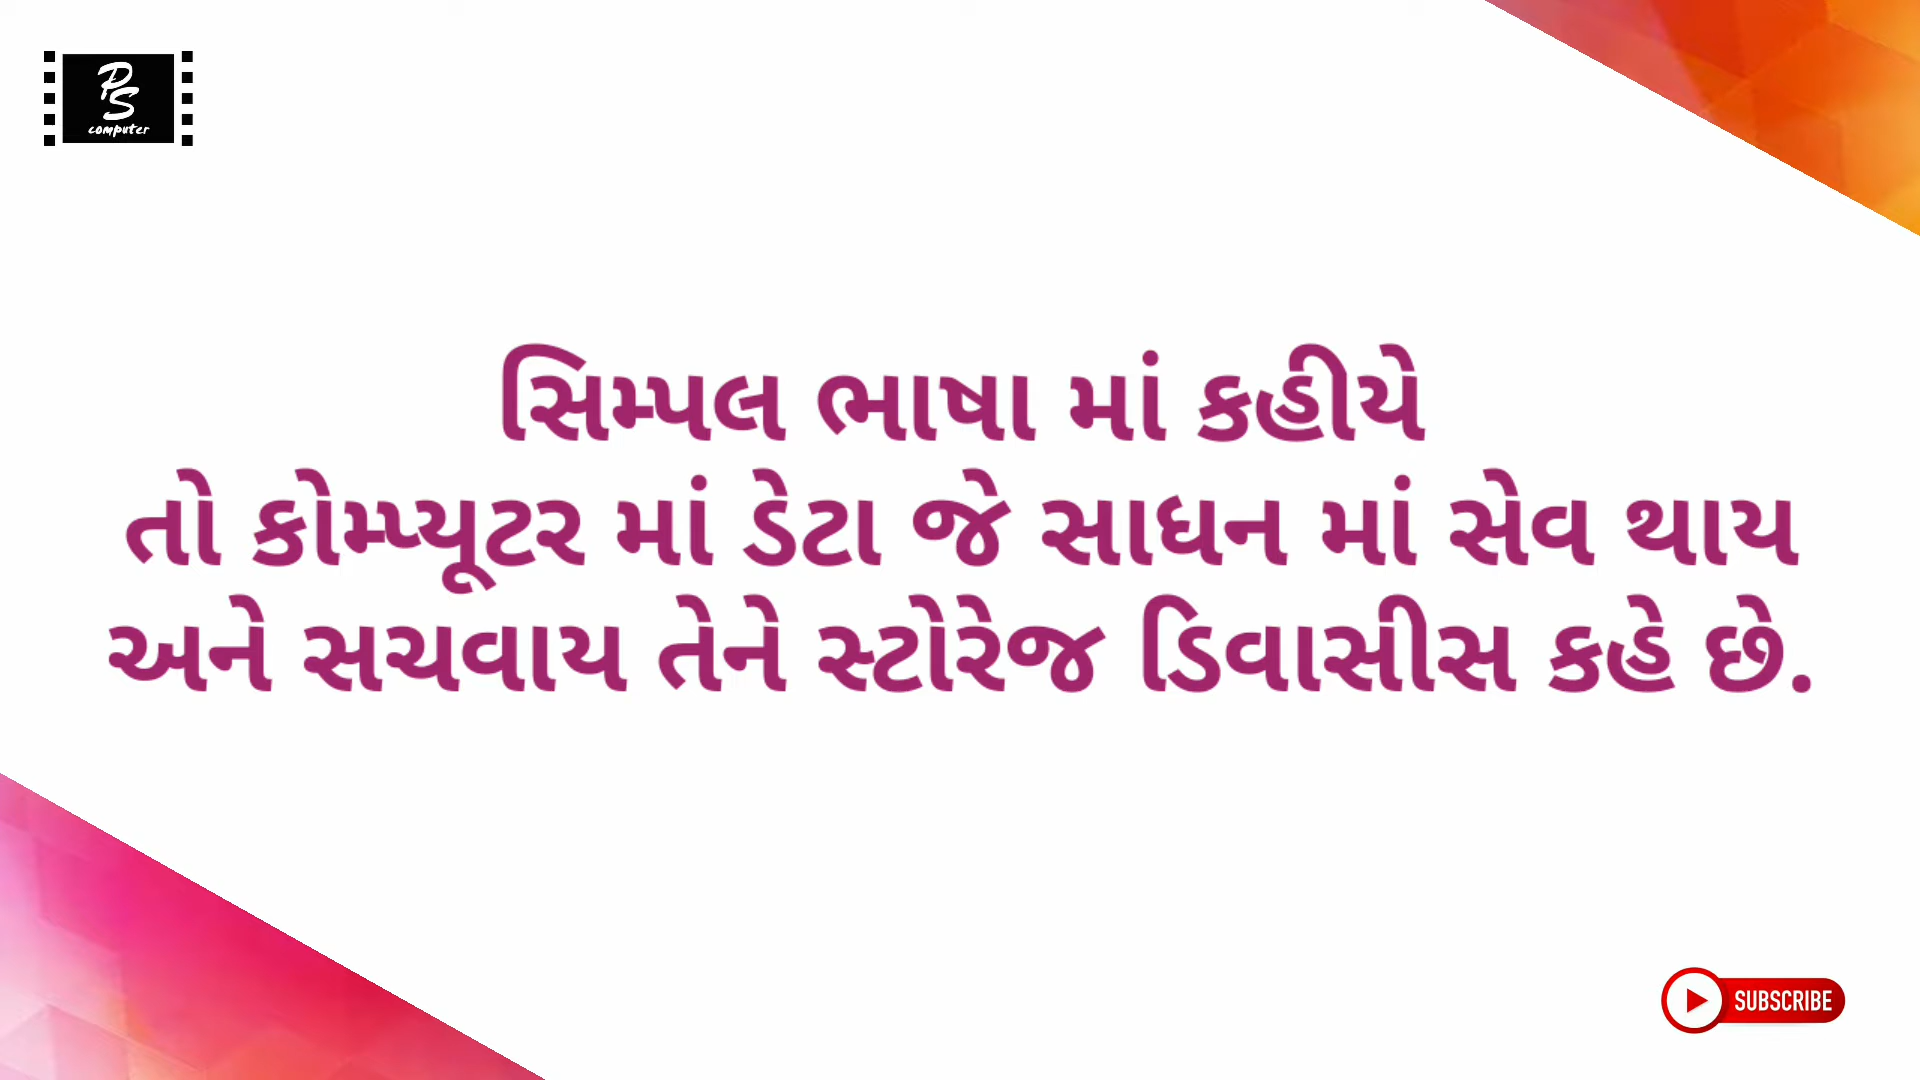 PS
computer
સિમ્પલ ભાષા માં કહીયે
તો કોમ્પ્યૂટર માં ડેટા જે સાધન માં સેવ થાય
અને સચવાય તેને સ્ટોરેજ ડિવાસીસ કહે છે.
SUBSCRIBE